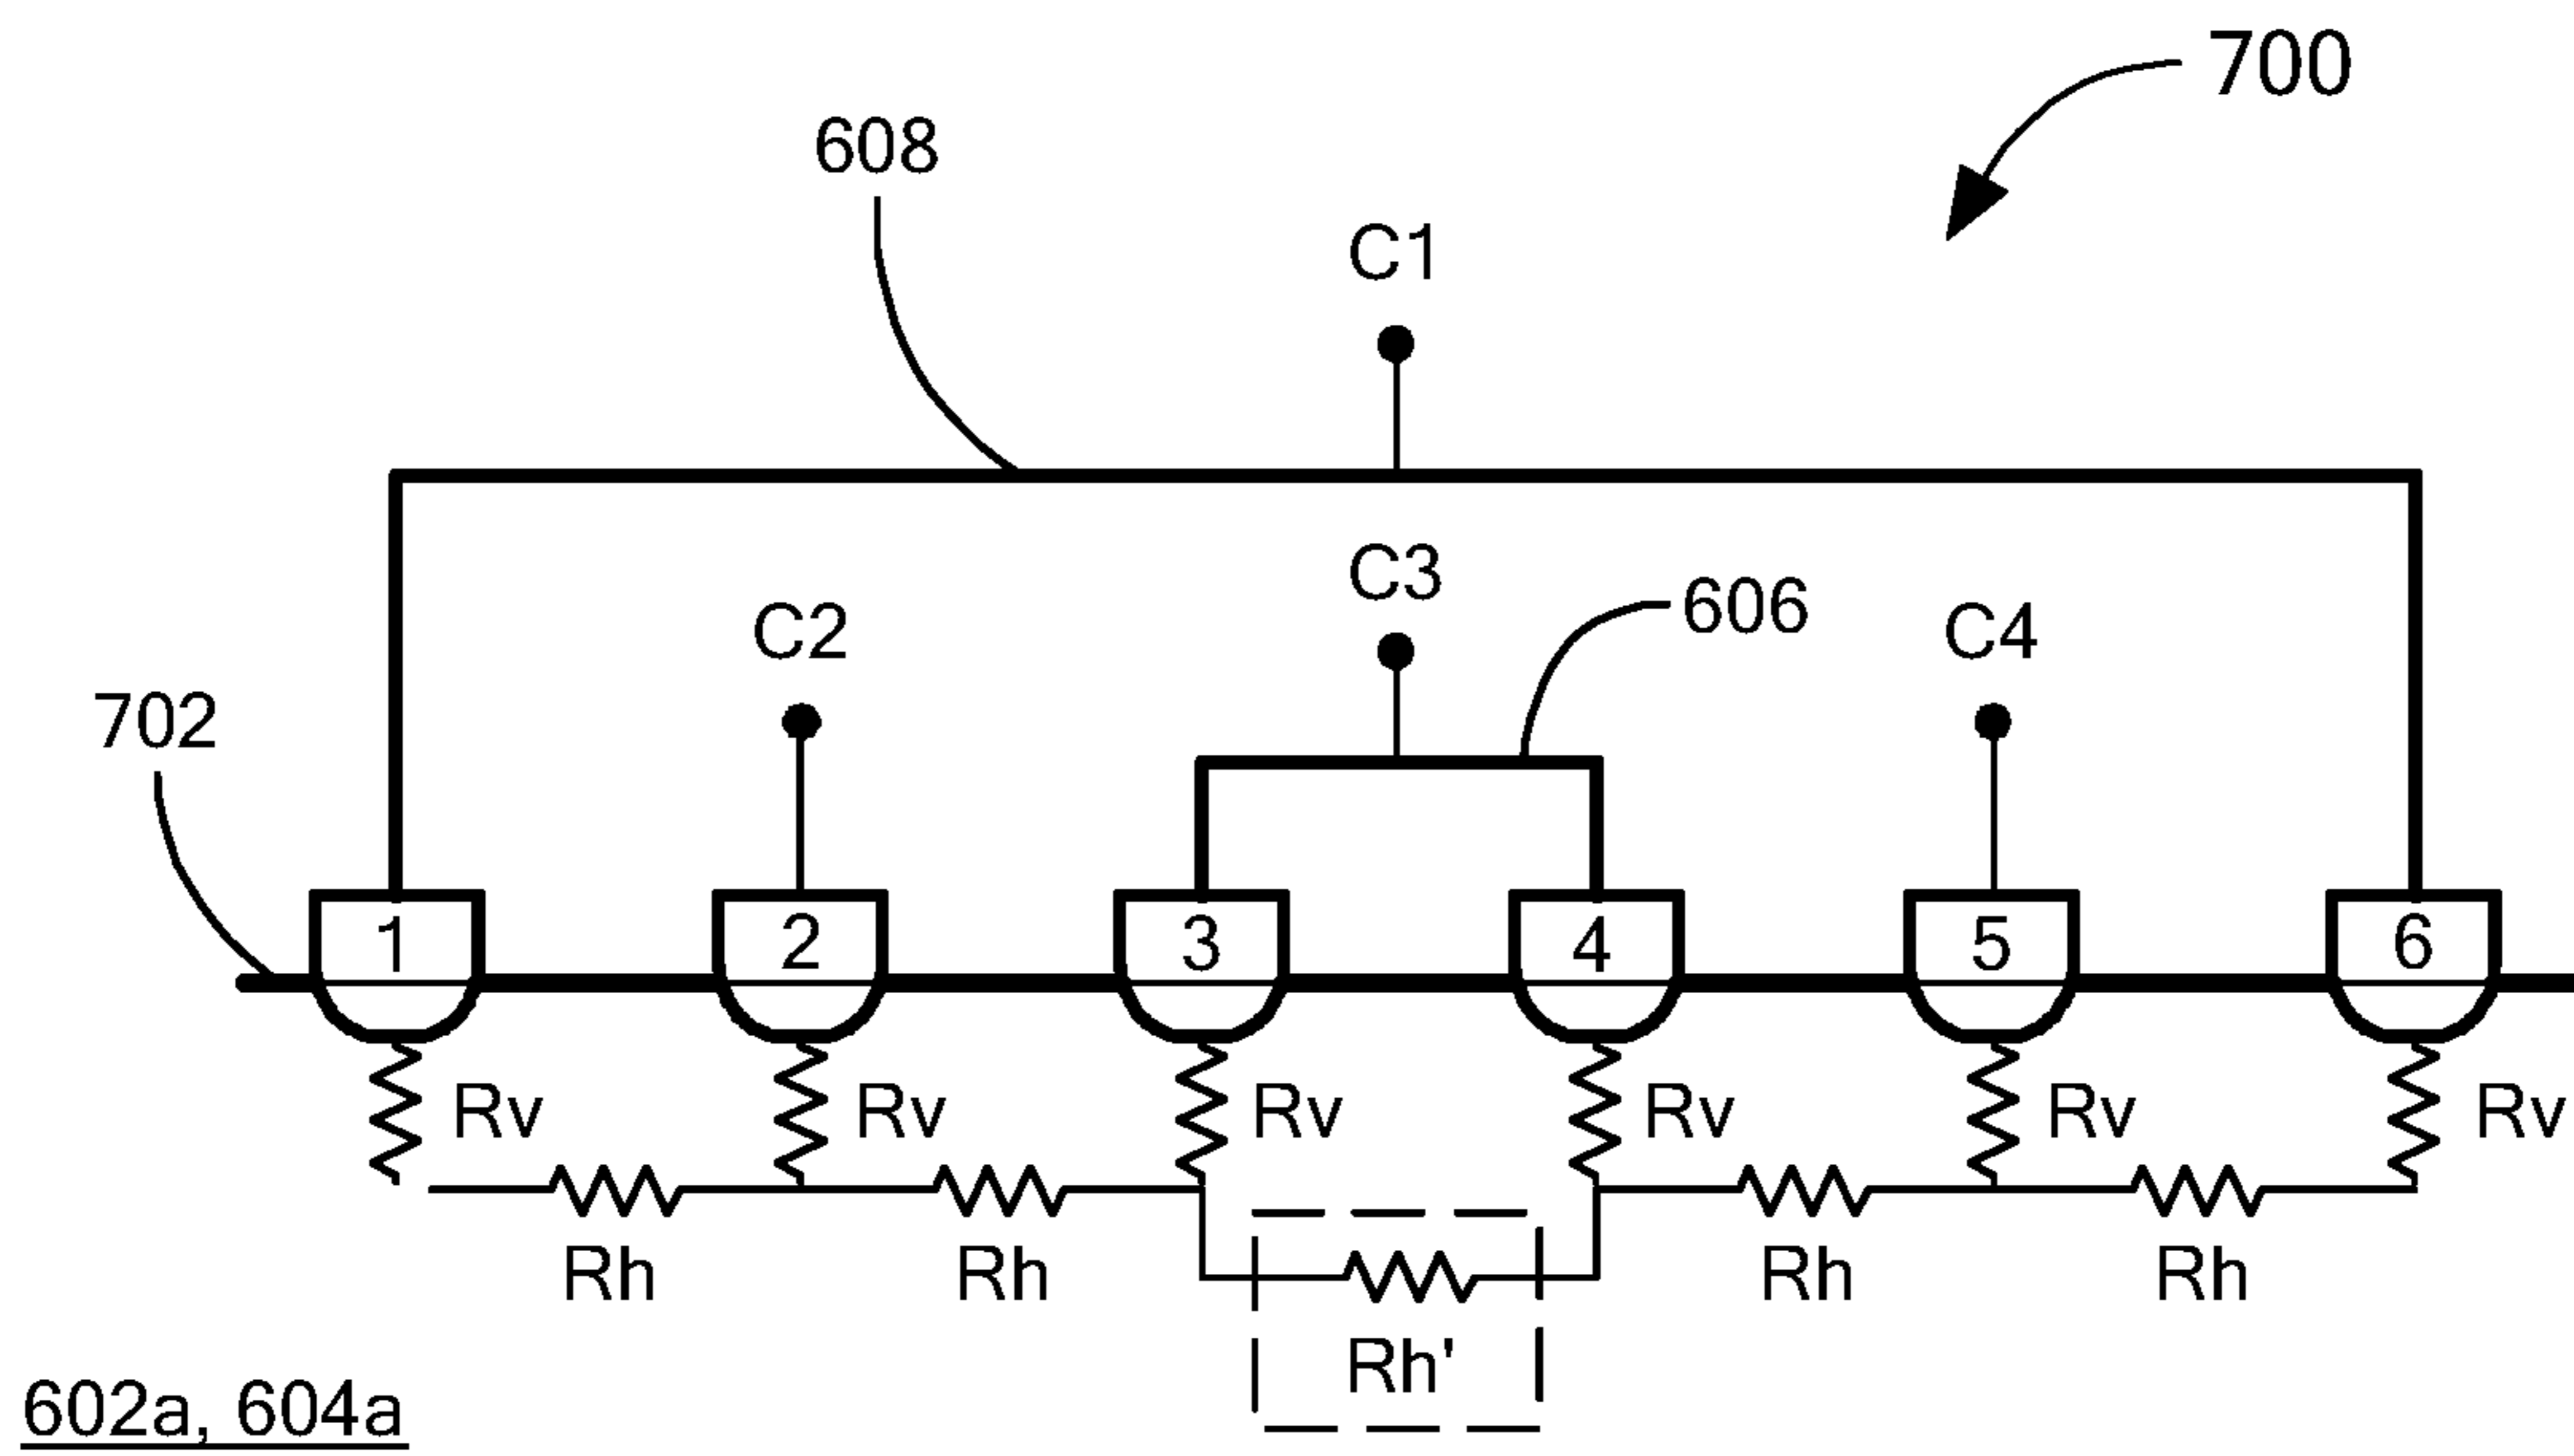 700
608
C1
C3
606
C2
C4
702
1 2 3 4 5 6
Rv Rv Rv Rv Rv Rv
Rh Rh Rh Rh
Rh'
602a, 604a